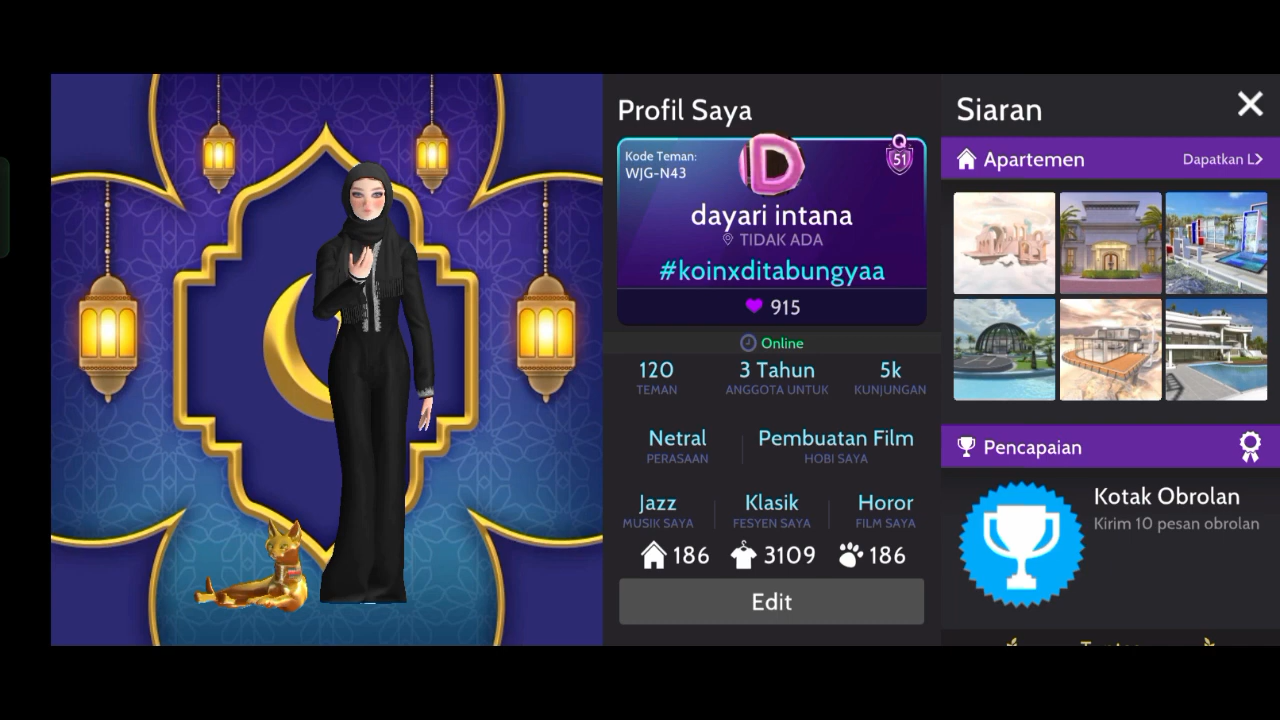 Profil Saya
Kode Teman:
WJG-N43
D
Q
51
dayari intana
TIDAK ADA
#koinxditabungyaa
915
Online
120
TEMAN
3 Tahun
ANGGOTA UNTUK
5k
KUNJUNGAN
Netral
PERASAAN
Pembuatan Film
HOBI SAYA
Jazz
MUSIK SAYA
Klasik
FESYEN SAYA
Horor
FILM SAYA
186
3109
186
Edit
Siaran
Apartemen
Dapatkan L
Pencapaian
Kotak Obrolan
Kirim 10 pesan obrolan